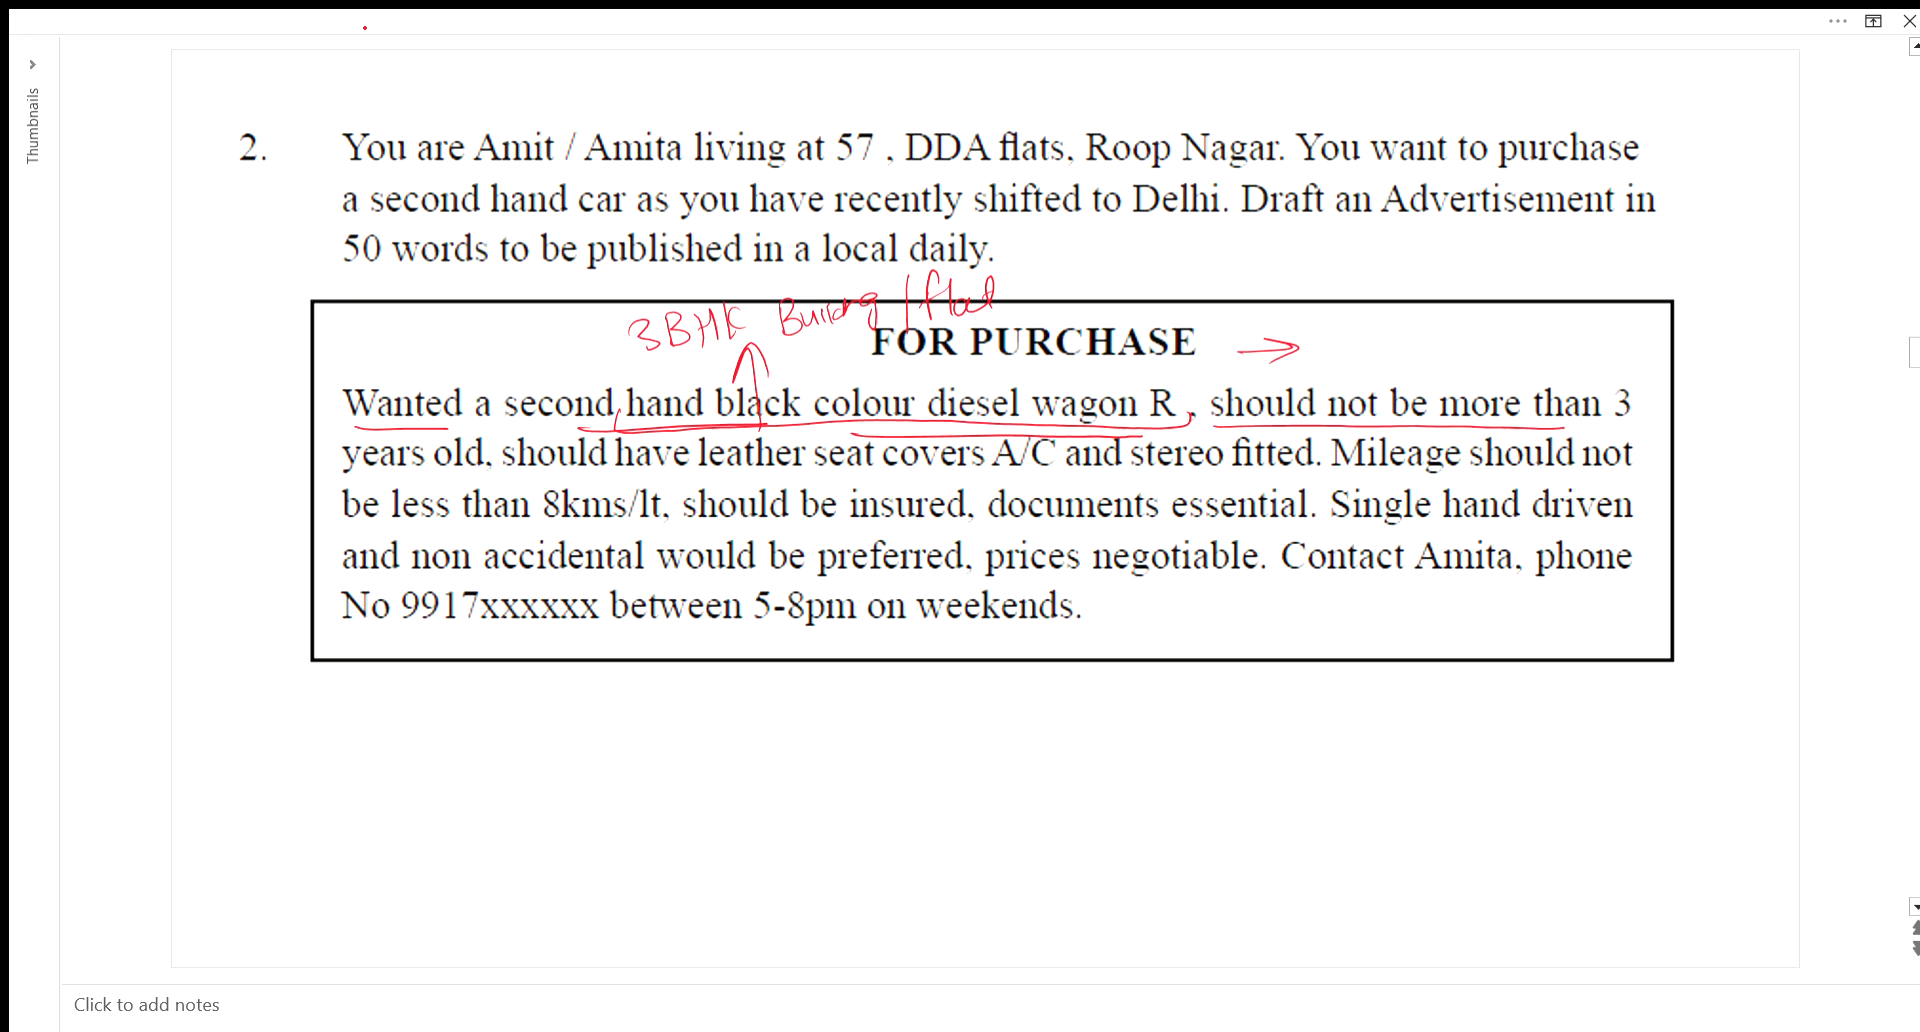 Thumbnails
2. You are Amit / Amita living at 57 , DDA flats, Roop Nagar. You want to purchase
a second hand car as you have recently shifted to Delhi. Draft an Advertisement in
50 words to be published in a local daily.
3BHK Building / flat
FOR PURCHASE
Wanted a second hand black colour diesel wagon R, should not be more than 3
years old, should have leather seat covers A/C and stereo fitted. Mileage should not
be less than 8kms/lt, should be insured, documents essential. Single hand driven
and non accidental would be preferred, prices negotiable. Contact Amita, phone
No 9917xxxxxx between 5-8pm on weekends.
Click to add notes